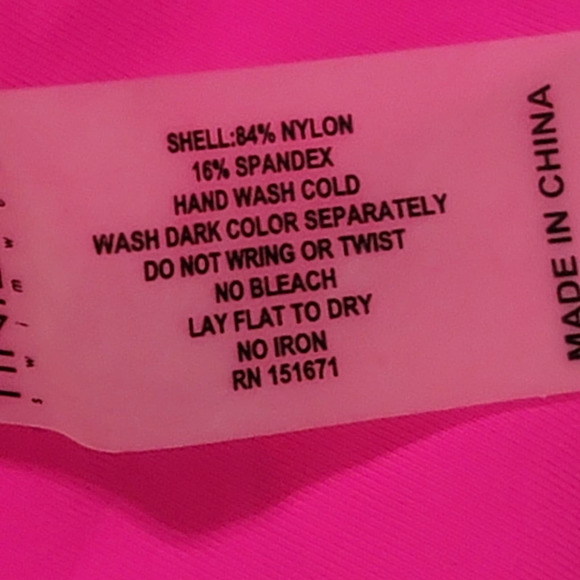 SHELL:84% NYLON
16% SPANDEX
HAND WASH COLD
WASH DARK COLOR SEPARATELY
DO NOT WRING OR TWIST
NO BLEACH
LAY FLAT TO DRY
NO IRON
RN 151671
MADE IN CHINA